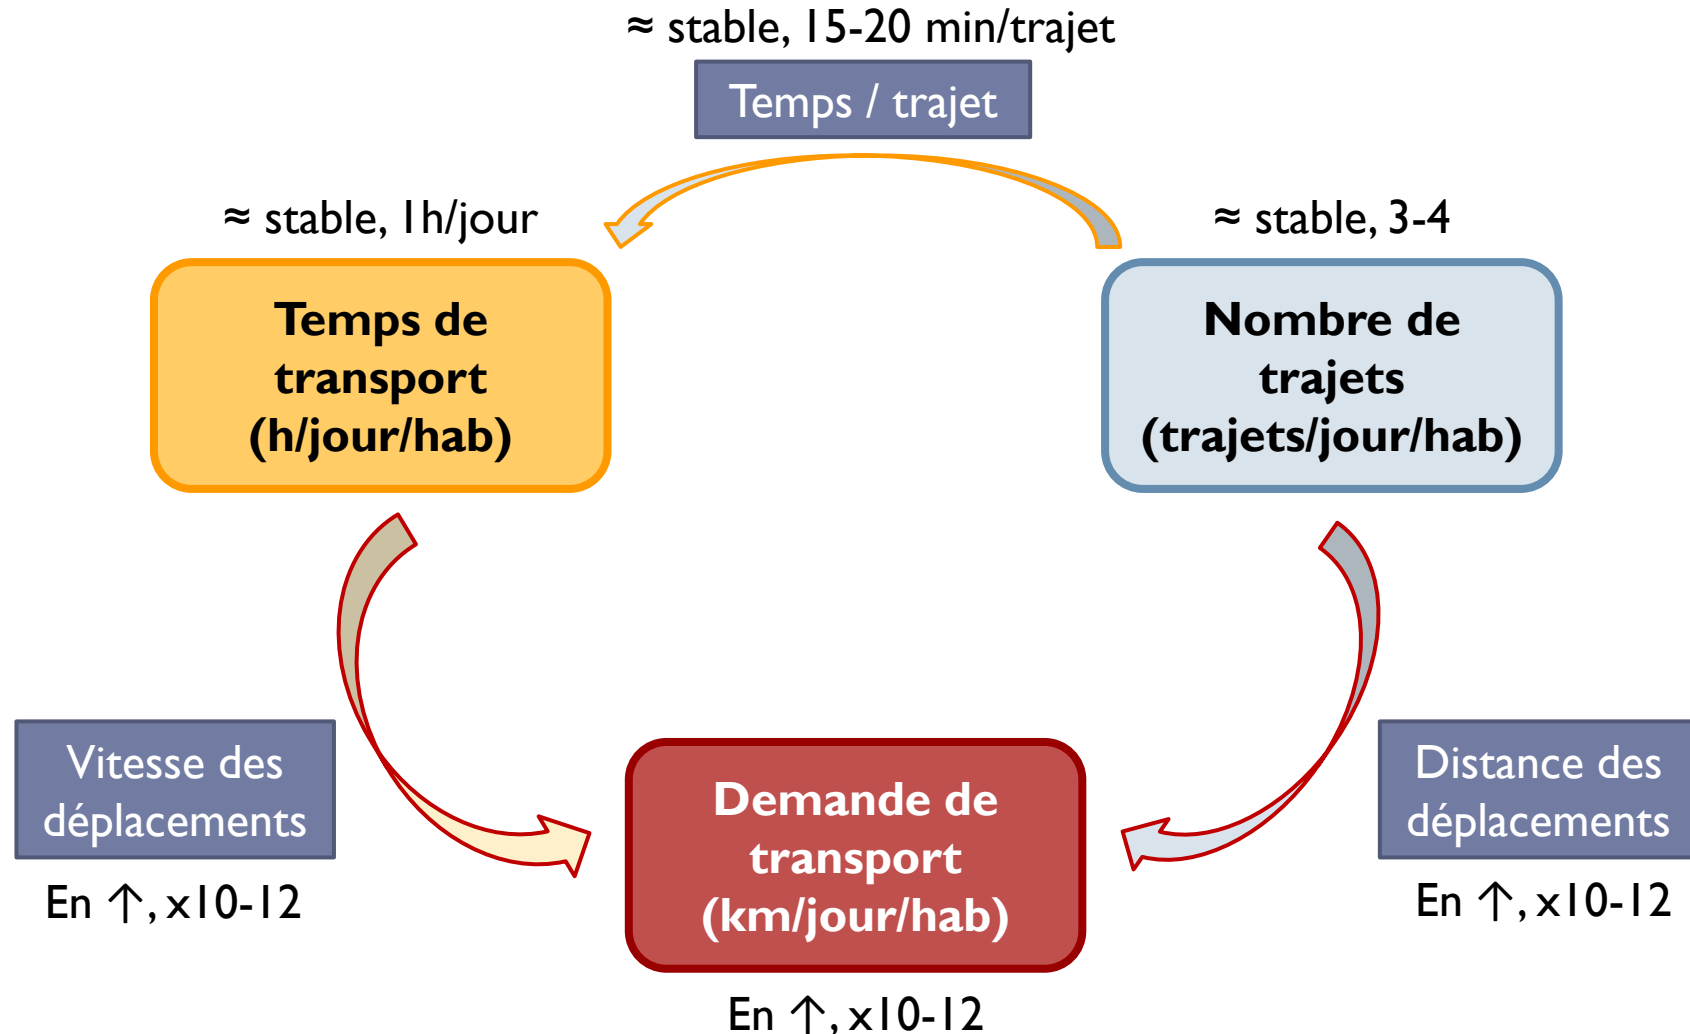 ≈ stable, 15-20 min/trajet
Temps / trajet
≈ stable, 1h/jour
≈ stable, 3-4
Temps de
transport
(h/jour/hab)
Nombre de
trajets
(trajets/jour/hab)
Vitesse des
déplacements
En ↑, x10-12
Demande de
transport
(km/jour/hab)
En ↑, x10-12
Distance des
déplacements
En ↑, x10-12